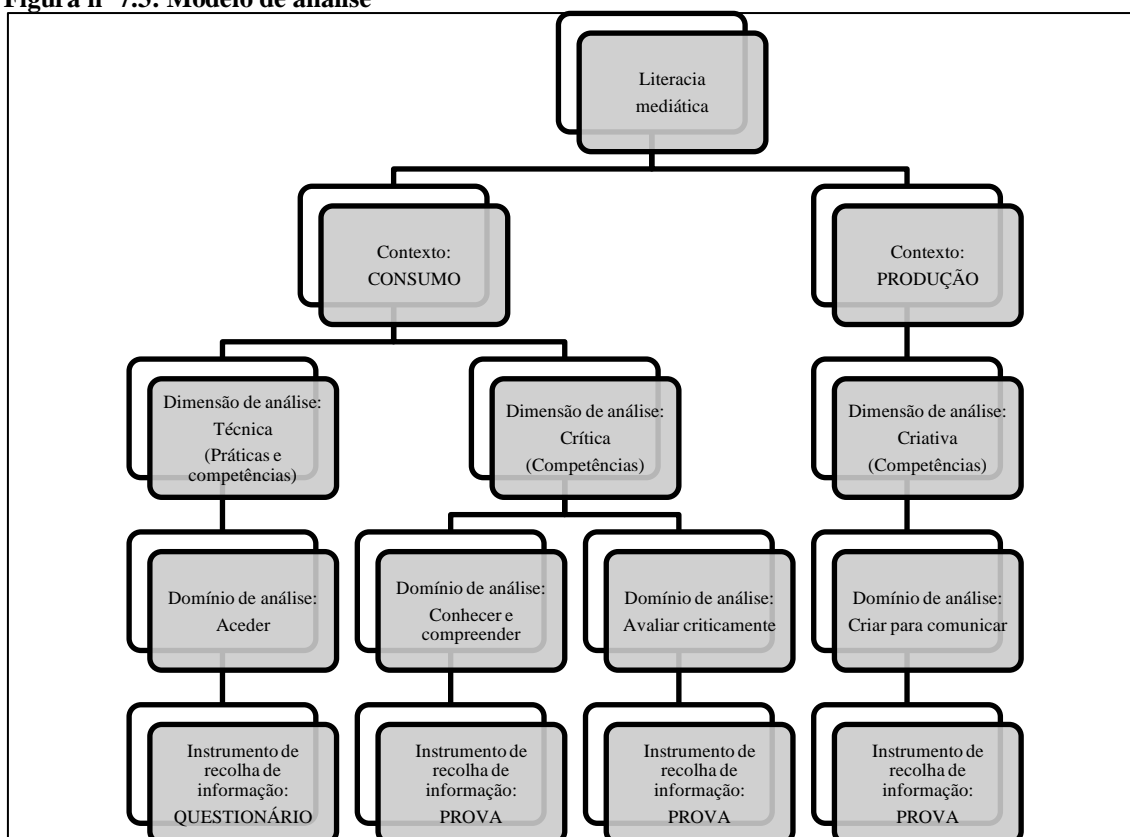 Figura nº 7.3: Modelo de análise
Literacia
mediática
Contexto:
CONSUMO
Contexto:
PRODUÇÃO
Dimensão de análise:
Técnica
(Práticas e
competências)
Dimensão de análise:
Crítica
(Competências)
Dimensão de análise:
Criativa
(Competências)
Domínio de análise:
Aceder
Domínio de análise:
Conhecer e
compreender
Domínio de análise:
Avaliar criticamente
Domínio de análise:
Criar para comunicar
Instrumento de
recolha de
informação:
QUESTIONÁRIO
Instrumento de
recolha de
informação:
PROVA
Instrumento de
recolha de
informação:
PROVA
Instrumento de
recolha de
informação:
PROVA